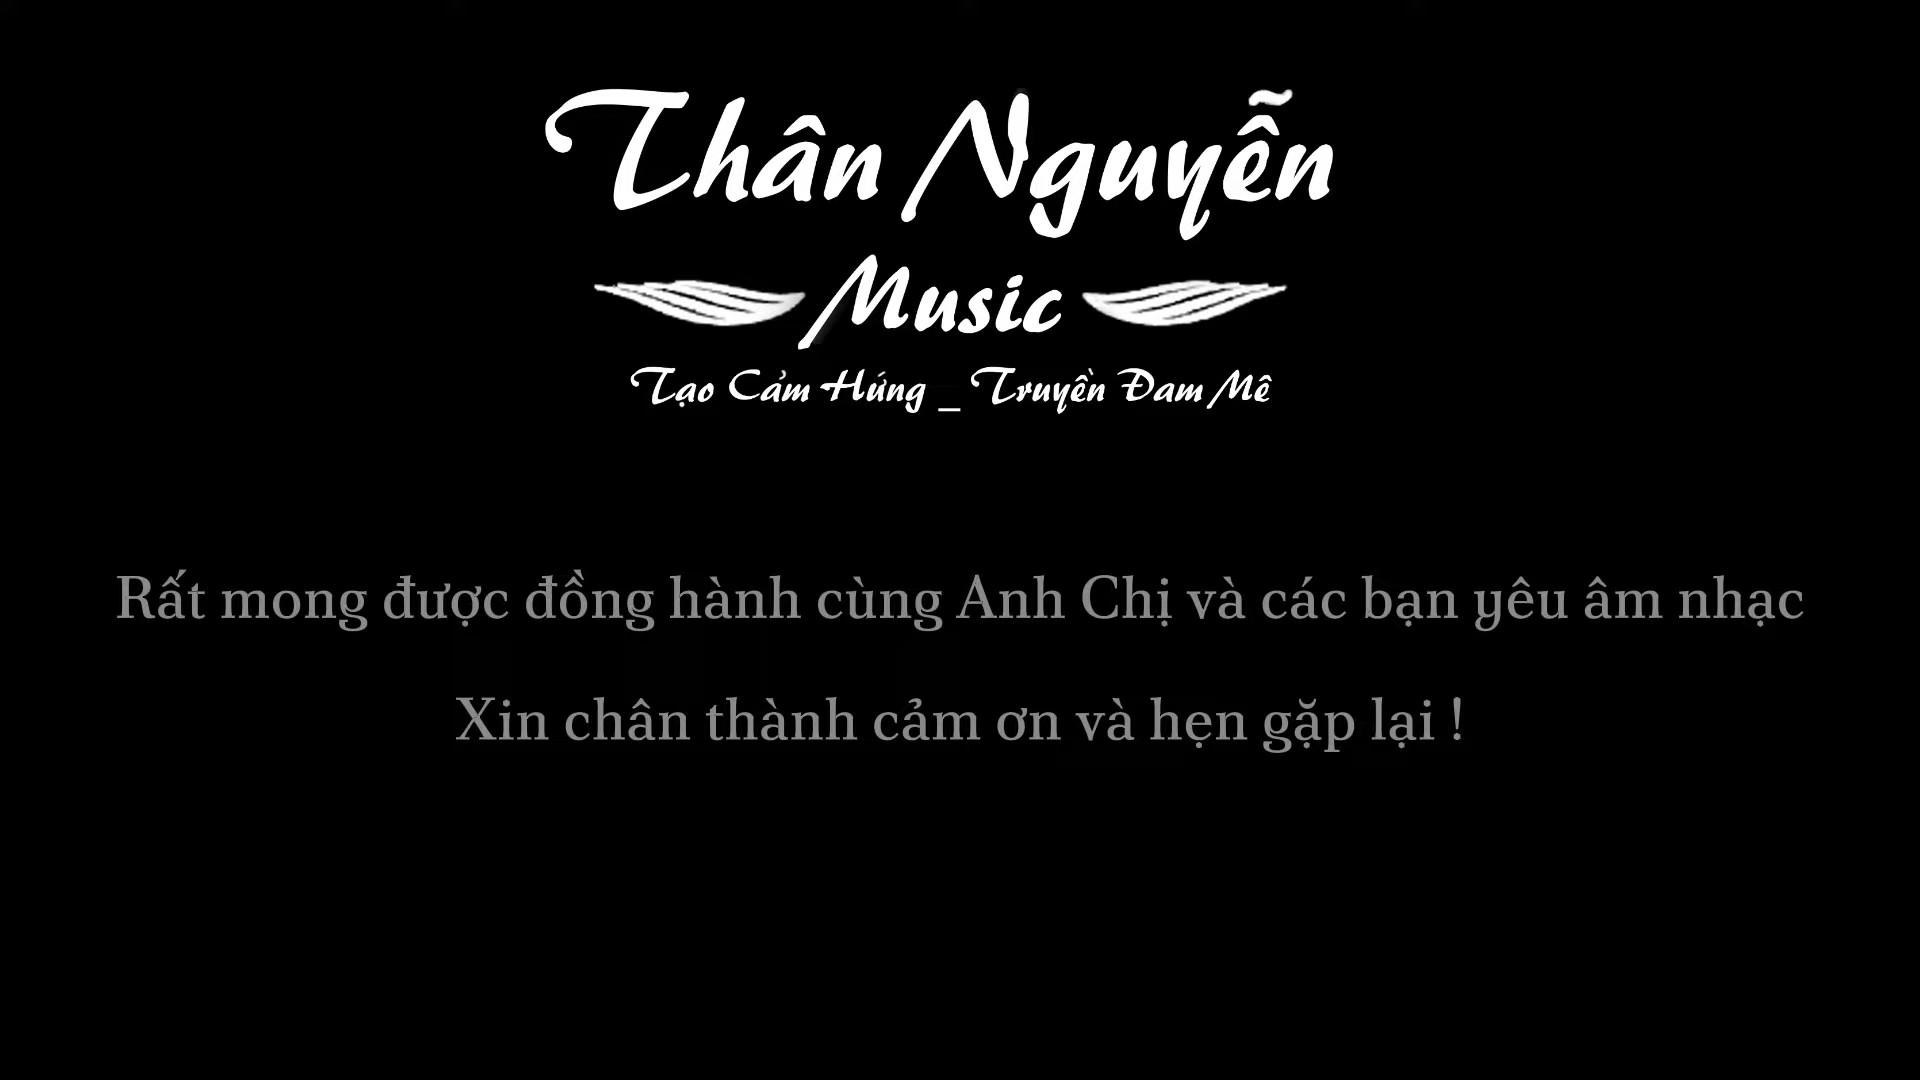 Thân Nguyễn
Music
Tạo Cảm Hứng _ Truyền Đam Mê
Rất mong được đồng hành cùng Anh Chị và các bạn yêu âm nhạc
Xin chân thành cảm ơn và hẹn gặp lại !